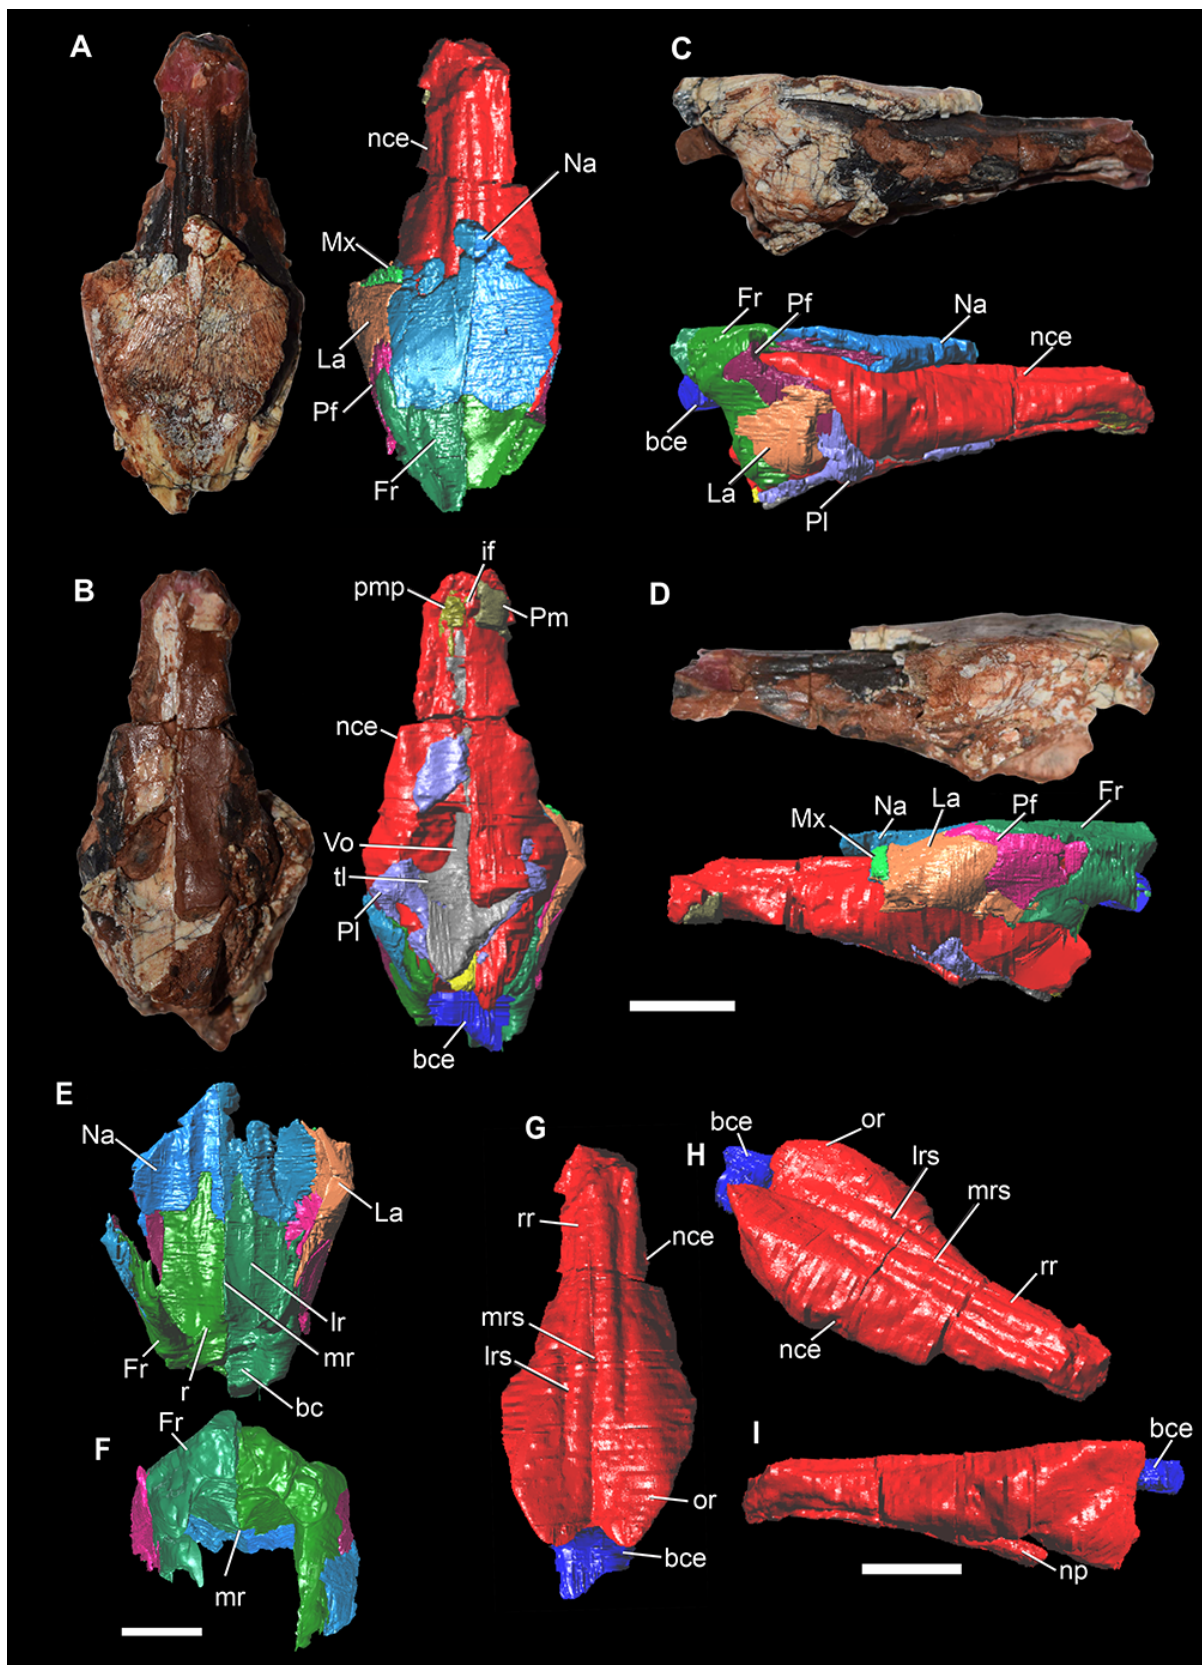 A
nce
Na
Mx
La
Pf
Fr
C
Fr
Pf
Na
nce
bce
La
Pl
B
if
pmp
Pm
nce
Vo
tl
Pl
bce
D
Mx
Na
La
Pf
Fr
E
Na
La
lr
mr
Fr
r
bc
F
Fr
mr
G
rr
nce
mrs
lrs
or
bce
H
bce
or
lrs
mrs
rr
nce
I
bce
np